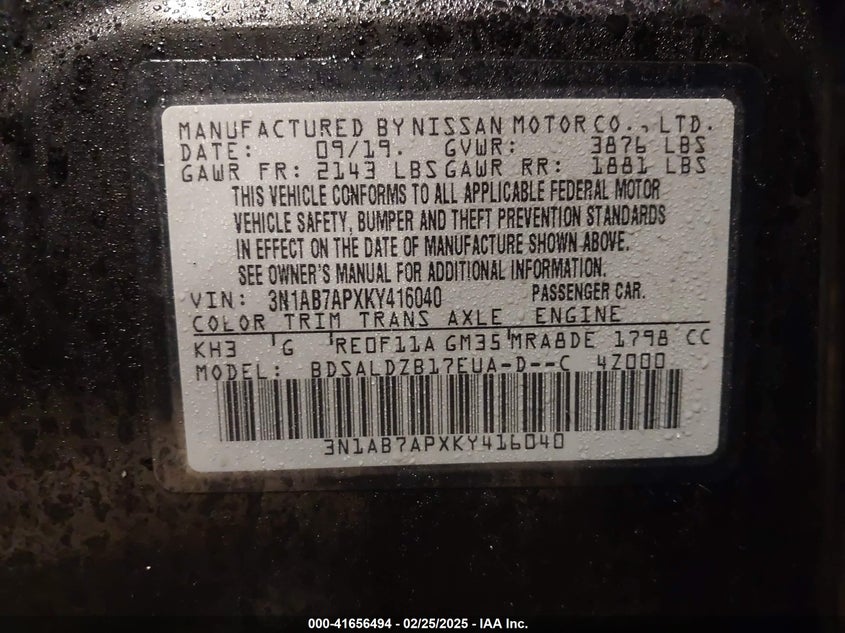 MANUFACTURED BY NISSAN MOTOR CO., LTD.
DATE: 09/19. GVWR: 3876 LBS
GAWR FR: 2143 LBS GAWR RR: 1881 LBS
THIS VEHICLE CONFORMS TO ALL APPLICABLE FEDERAL MOTOR
VEHICLE SAFETY, BUMPER AND THEFT PREVENTION STANDARDS
IN EFFECT ON THE DATE OF MANUFACTURE SHOWN ABOVE.
SEE OWNER'S MANUAL FOR ADDITIONAL INFORMATION.
VIN: 3N1AB7APXKY416040 PASSENGER CAR.
COLOR TRIM TRANS AXLE ENGINE
KH3 G RE0F11A GM35 MRA8DE 1798 CC
MODEL: BDSALDZB17EUA-D--C 4Z000
3N1AB7APXKY416040
000-41656494 - 02/25/2025 - IAA Inc.